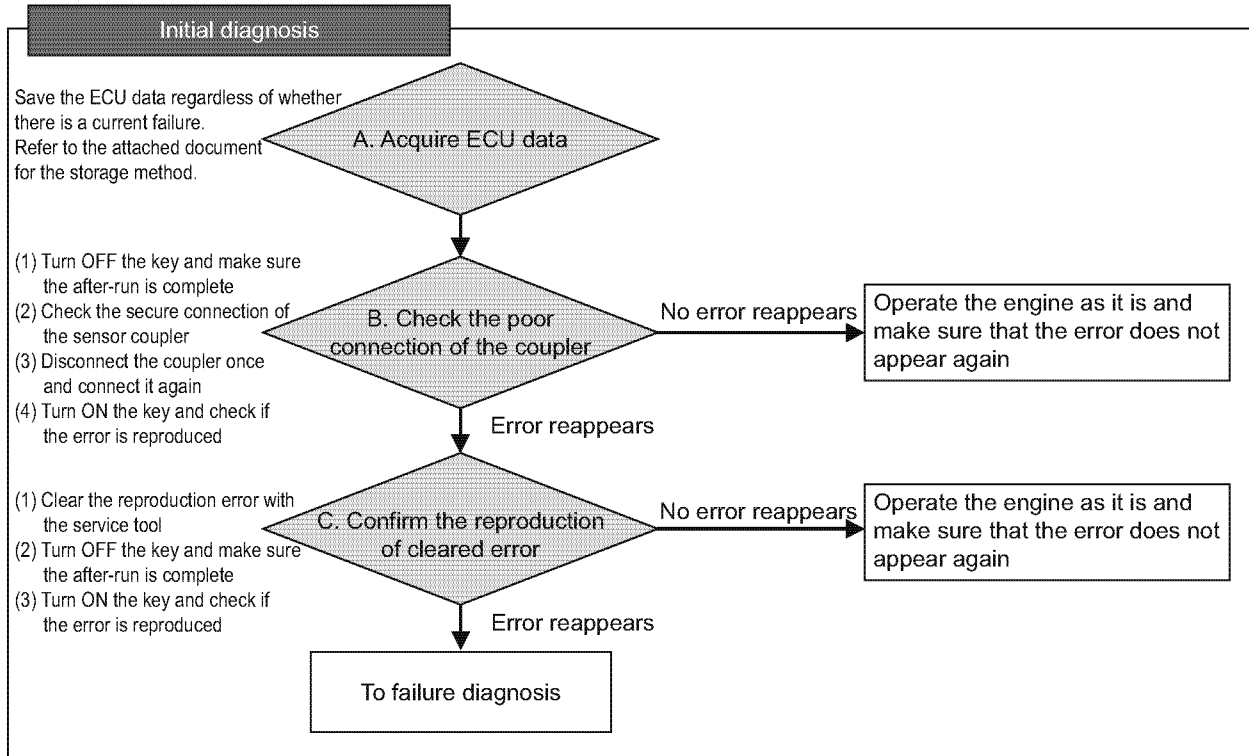 Initial diagnosis
Save the ECU data regardless of whether
there is a current failure.
Refer to the attached document
for the storage method.
A. Acquire ECU data
(1) Turn OFF the key and make sure
the after-run is complete
(2) Check the secure connection of
the sensor coupler
(3) Disconnect the coupler once
and connect it again
(4) Turn ON the key and check if
the error is reproduced
B. Check the poor
connection of the coupler
No error reappears
Operate the engine as it is and
make sure that the error does not
appear again
Error reappears
(1) Clear the reproduction error with
the service tool
(2) Turn OFF the key and make sure
the after-run is complete
(3) Turn ON the key and check if
the error is reproduced
C. Confirm the reproduction
of cleared error
No error reappears
Operate the engine as it is and
make sure that the error does not
appear again
Error reappears
To failure diagnosis